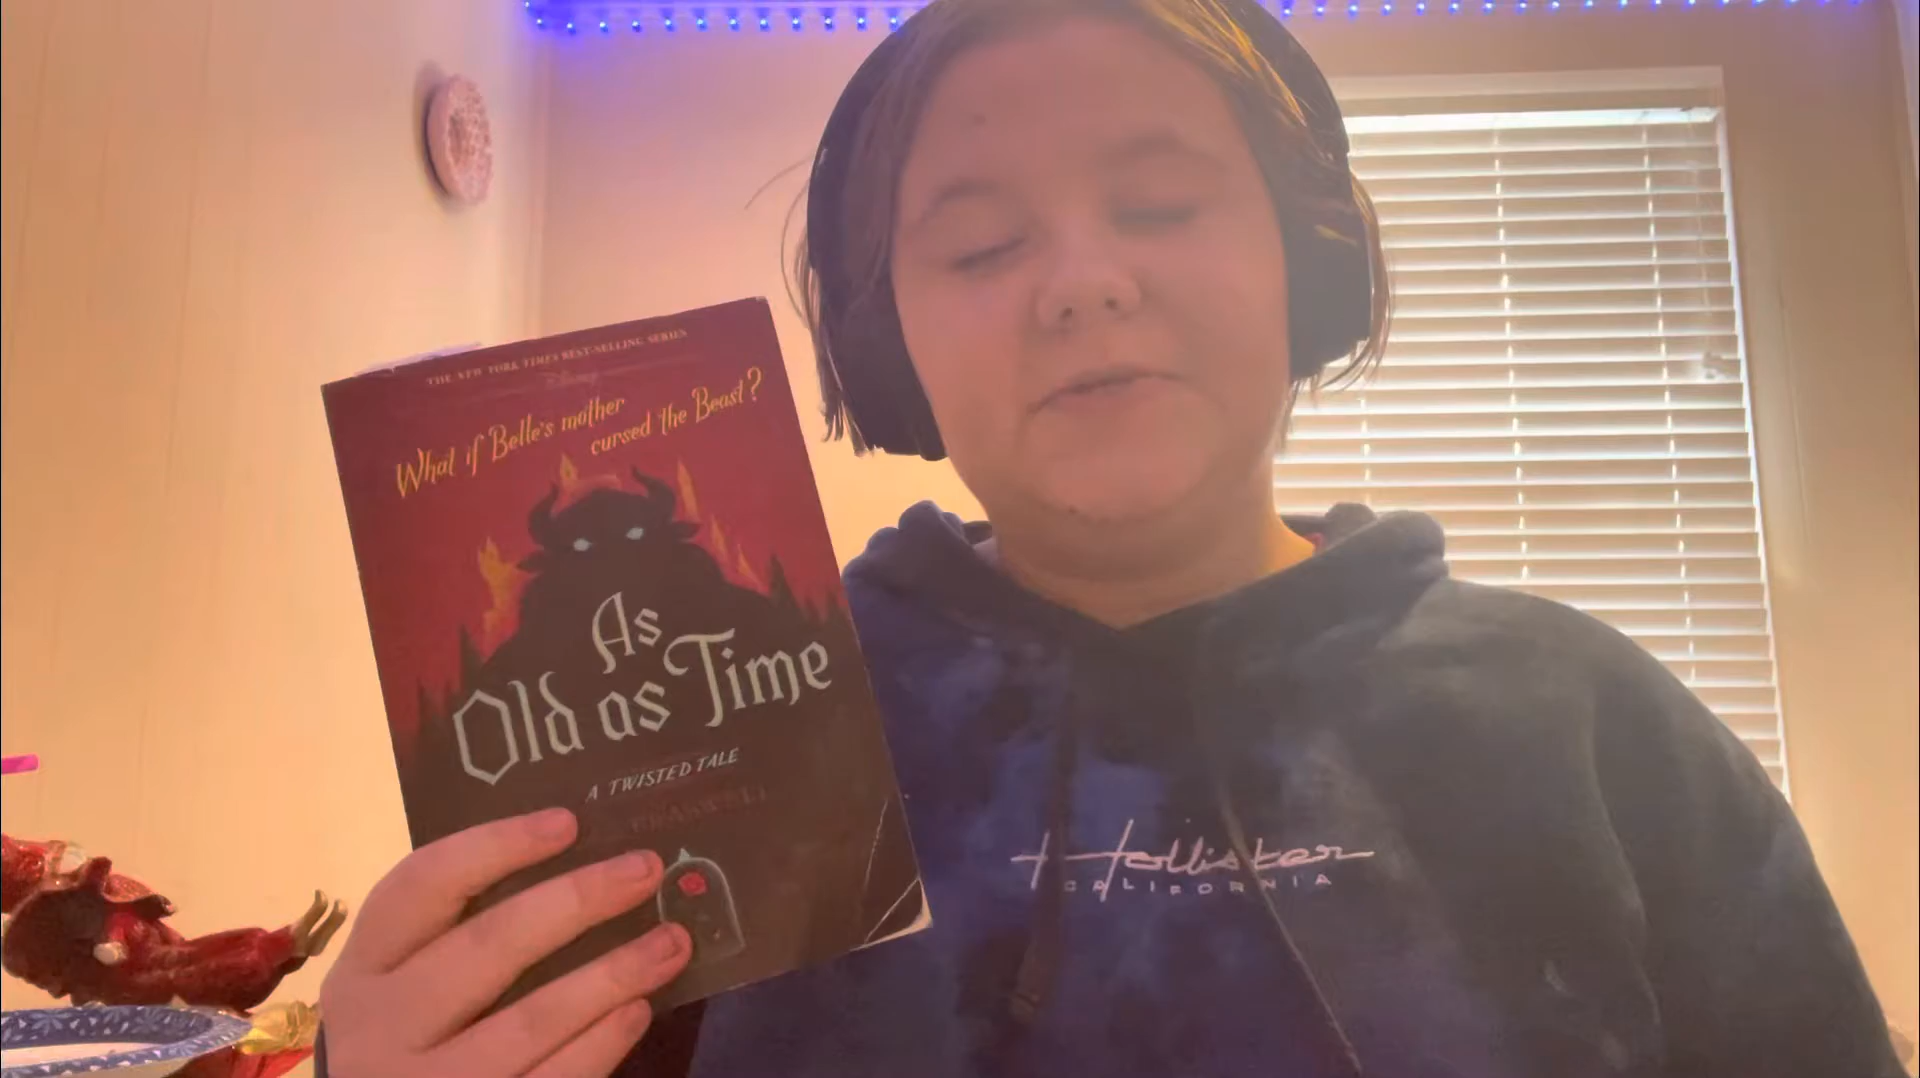 THE NEW YORK TIMES BEST-SELLING SERIES
Disney
What if Belle's mother
cursed the Beast?
As
Old as Time
A TWISTED TALE
Hollister
CALIFORNIA